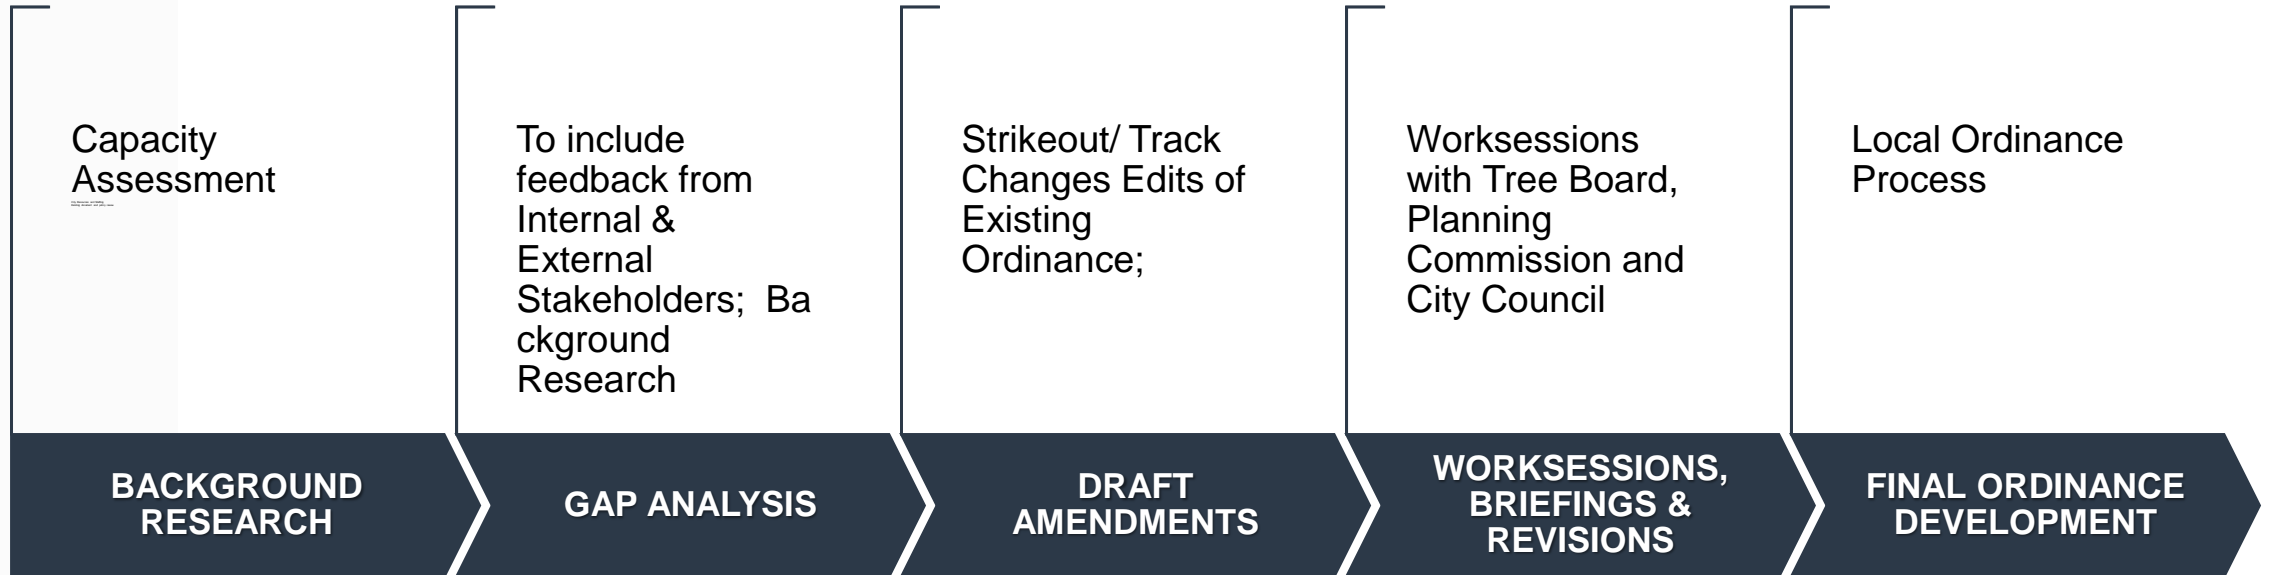 Capacity
Assessment
To include
feedback from
Internal &
External
Stakeholders;  Ba
ckground
Research
Strikeout/ Track
Changes Edits of
Existing
Ordinance;
Worksessions
with Tree Board,
Planning
Commission and
City Council
Local Ordinance
Process
BACKGROUND
RESEARCH
GAP ANALYSIS
DRAFT
AMENDMENTS
WORKSESSIONS,
BRIEFINGS &
REVISIONS
FINAL ORDINANCE
DEVELOPMENT